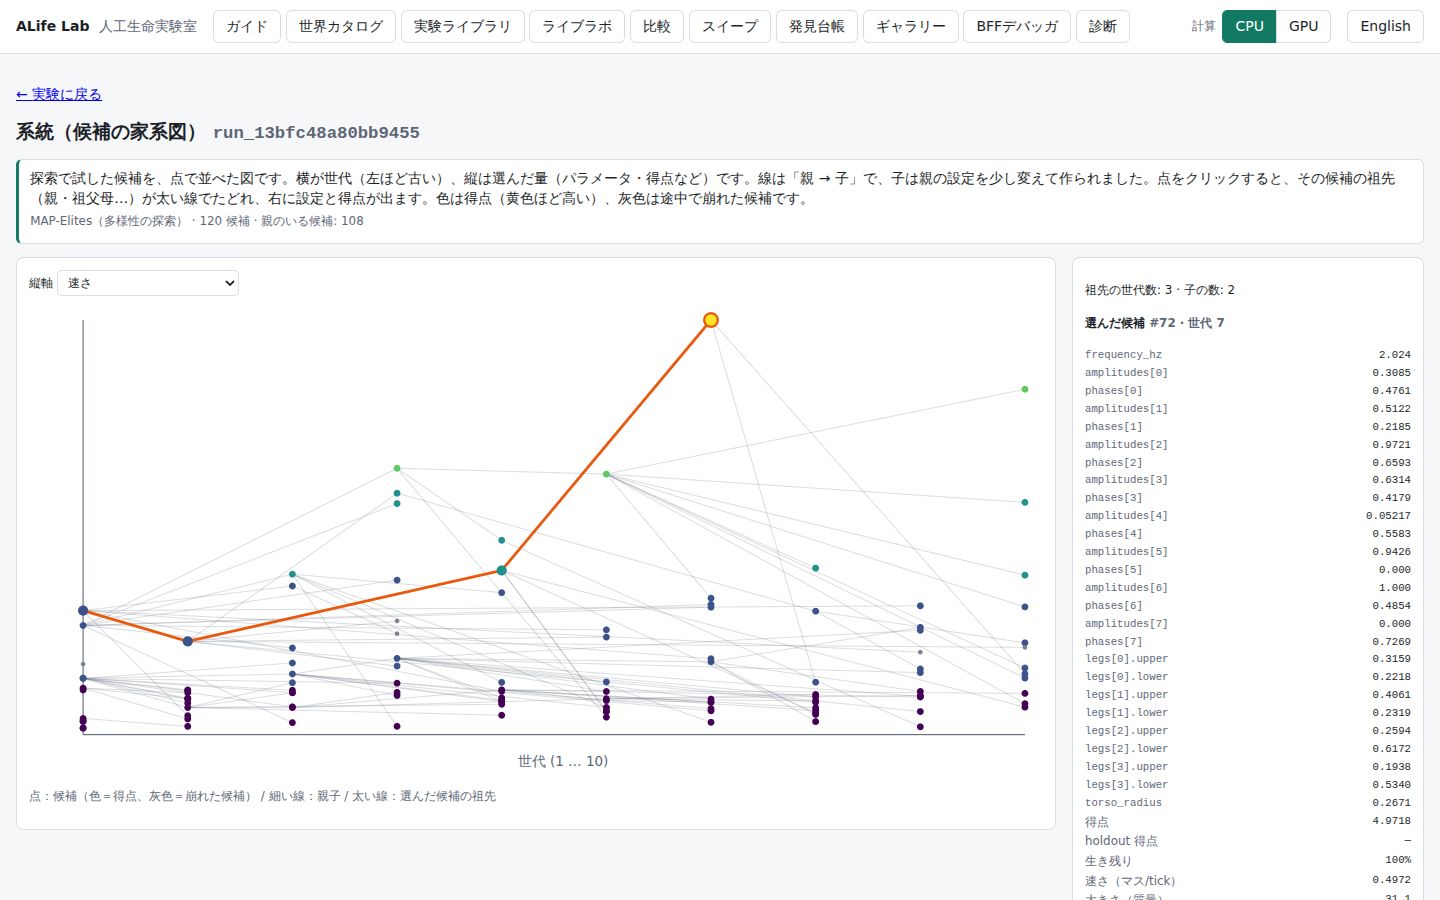 ALife Lab 人工生命実験室 ガイド 世界カタログ 実験ライブラリ ライブラボ 比較 スイープ 発見台帳 ギャラリー BFFデバッガ 診断 計算 CPU GPU English
← 実験に戻る
系統（候補の家系図） run_13bfc48a80bb9455
探索で試した候補を、点で並べた図です。横が世代（左ほど古い）、縦は選んだ量（パラメータ・得点など）です。線は「親 → 子」で、子は親の設定を少し変えて作られました。点をクリックすると、その候補の祖先
（親・祖父母…）が太い線でたどれ、右に設定と得点が出ます。色は得点（黄色ほど高い）、灰色は途中で崩れた候補です。
MAP-Elites（多様性の探索） · 120 候補 · 親のいる候補: 108
縦軸 速さ
世代 (1 … 10)
点：候補（色＝得点、灰色＝崩れた候補） / 細い線：親子 / 太い線：選んだ候補の祖先
祖先の世代数: 3 · 子の数: 2
選んだ候補 #72 · 世代 7
frequency_hz 2.024
amplitudes[0] 0.3085
phases[0] 0.4761
amplitudes[1] 0.5122
phases[1] 0.2185
amplitudes[2] 0.9721
phases[2] 0.6593
amplitudes[3] 0.6314
phases[3] 0.4179
amplitudes[4] 0.05217
phases[4] 0.5583
amplitudes[5] 0.9426
phases[5] 0.000
amplitudes[6] 1.000
phases[6] 0.4854
amplitudes[7] 0.000
phases[7] 0.7269
legs[0].upper 0.3159
legs[0].lower 0.2218
legs[1].upper 0.4061
legs[1].lower 0.2319
legs[2].upper 0.2594
legs[2].lower 0.6172
legs[3].upper 0.1938
legs[3].lower 0.5340
torso_radius 0.2671
得点 4.9718
holdout 得点 —
生き残り 100%
速さ（マス/tick） 0.4972
大きさ（質量） 31.1